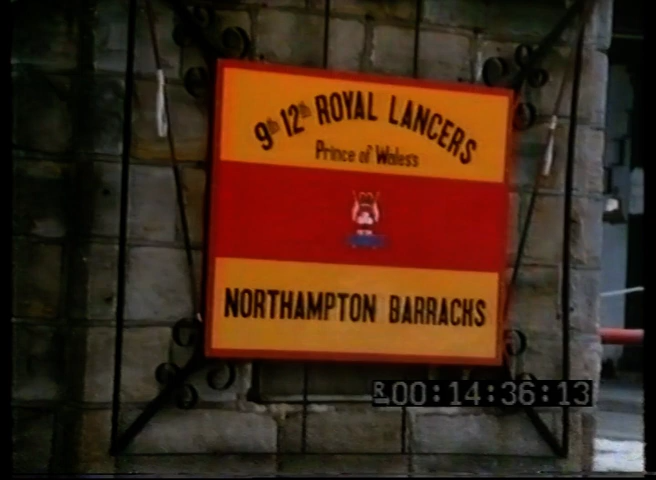 9th 12th ROYAL LANCERS
Prince of Wales's
NORTHAMPTON BARRACKS
R 00:14:36:13